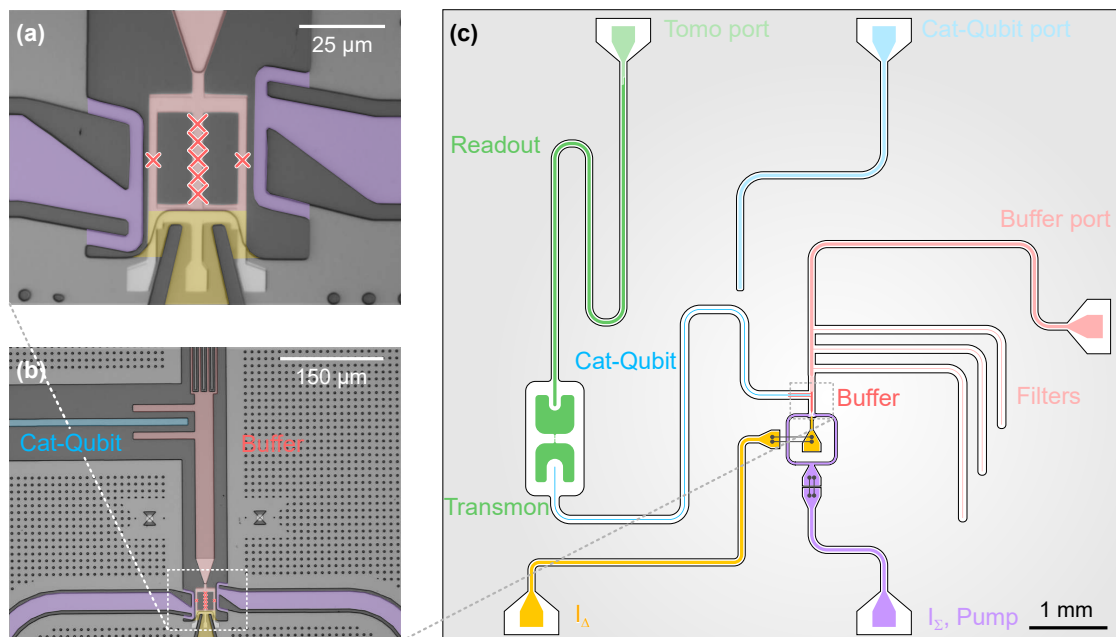 (a)
25 µm
(b)
150 µm
Cat-Qubit
Buffer
(c)
Tomo port
Cat-Qubit port
Readout
Buffer port
Cat-Qubit
Buffer
Filters
Transmon
I_Δ
I_Σ, Pump
1 mm